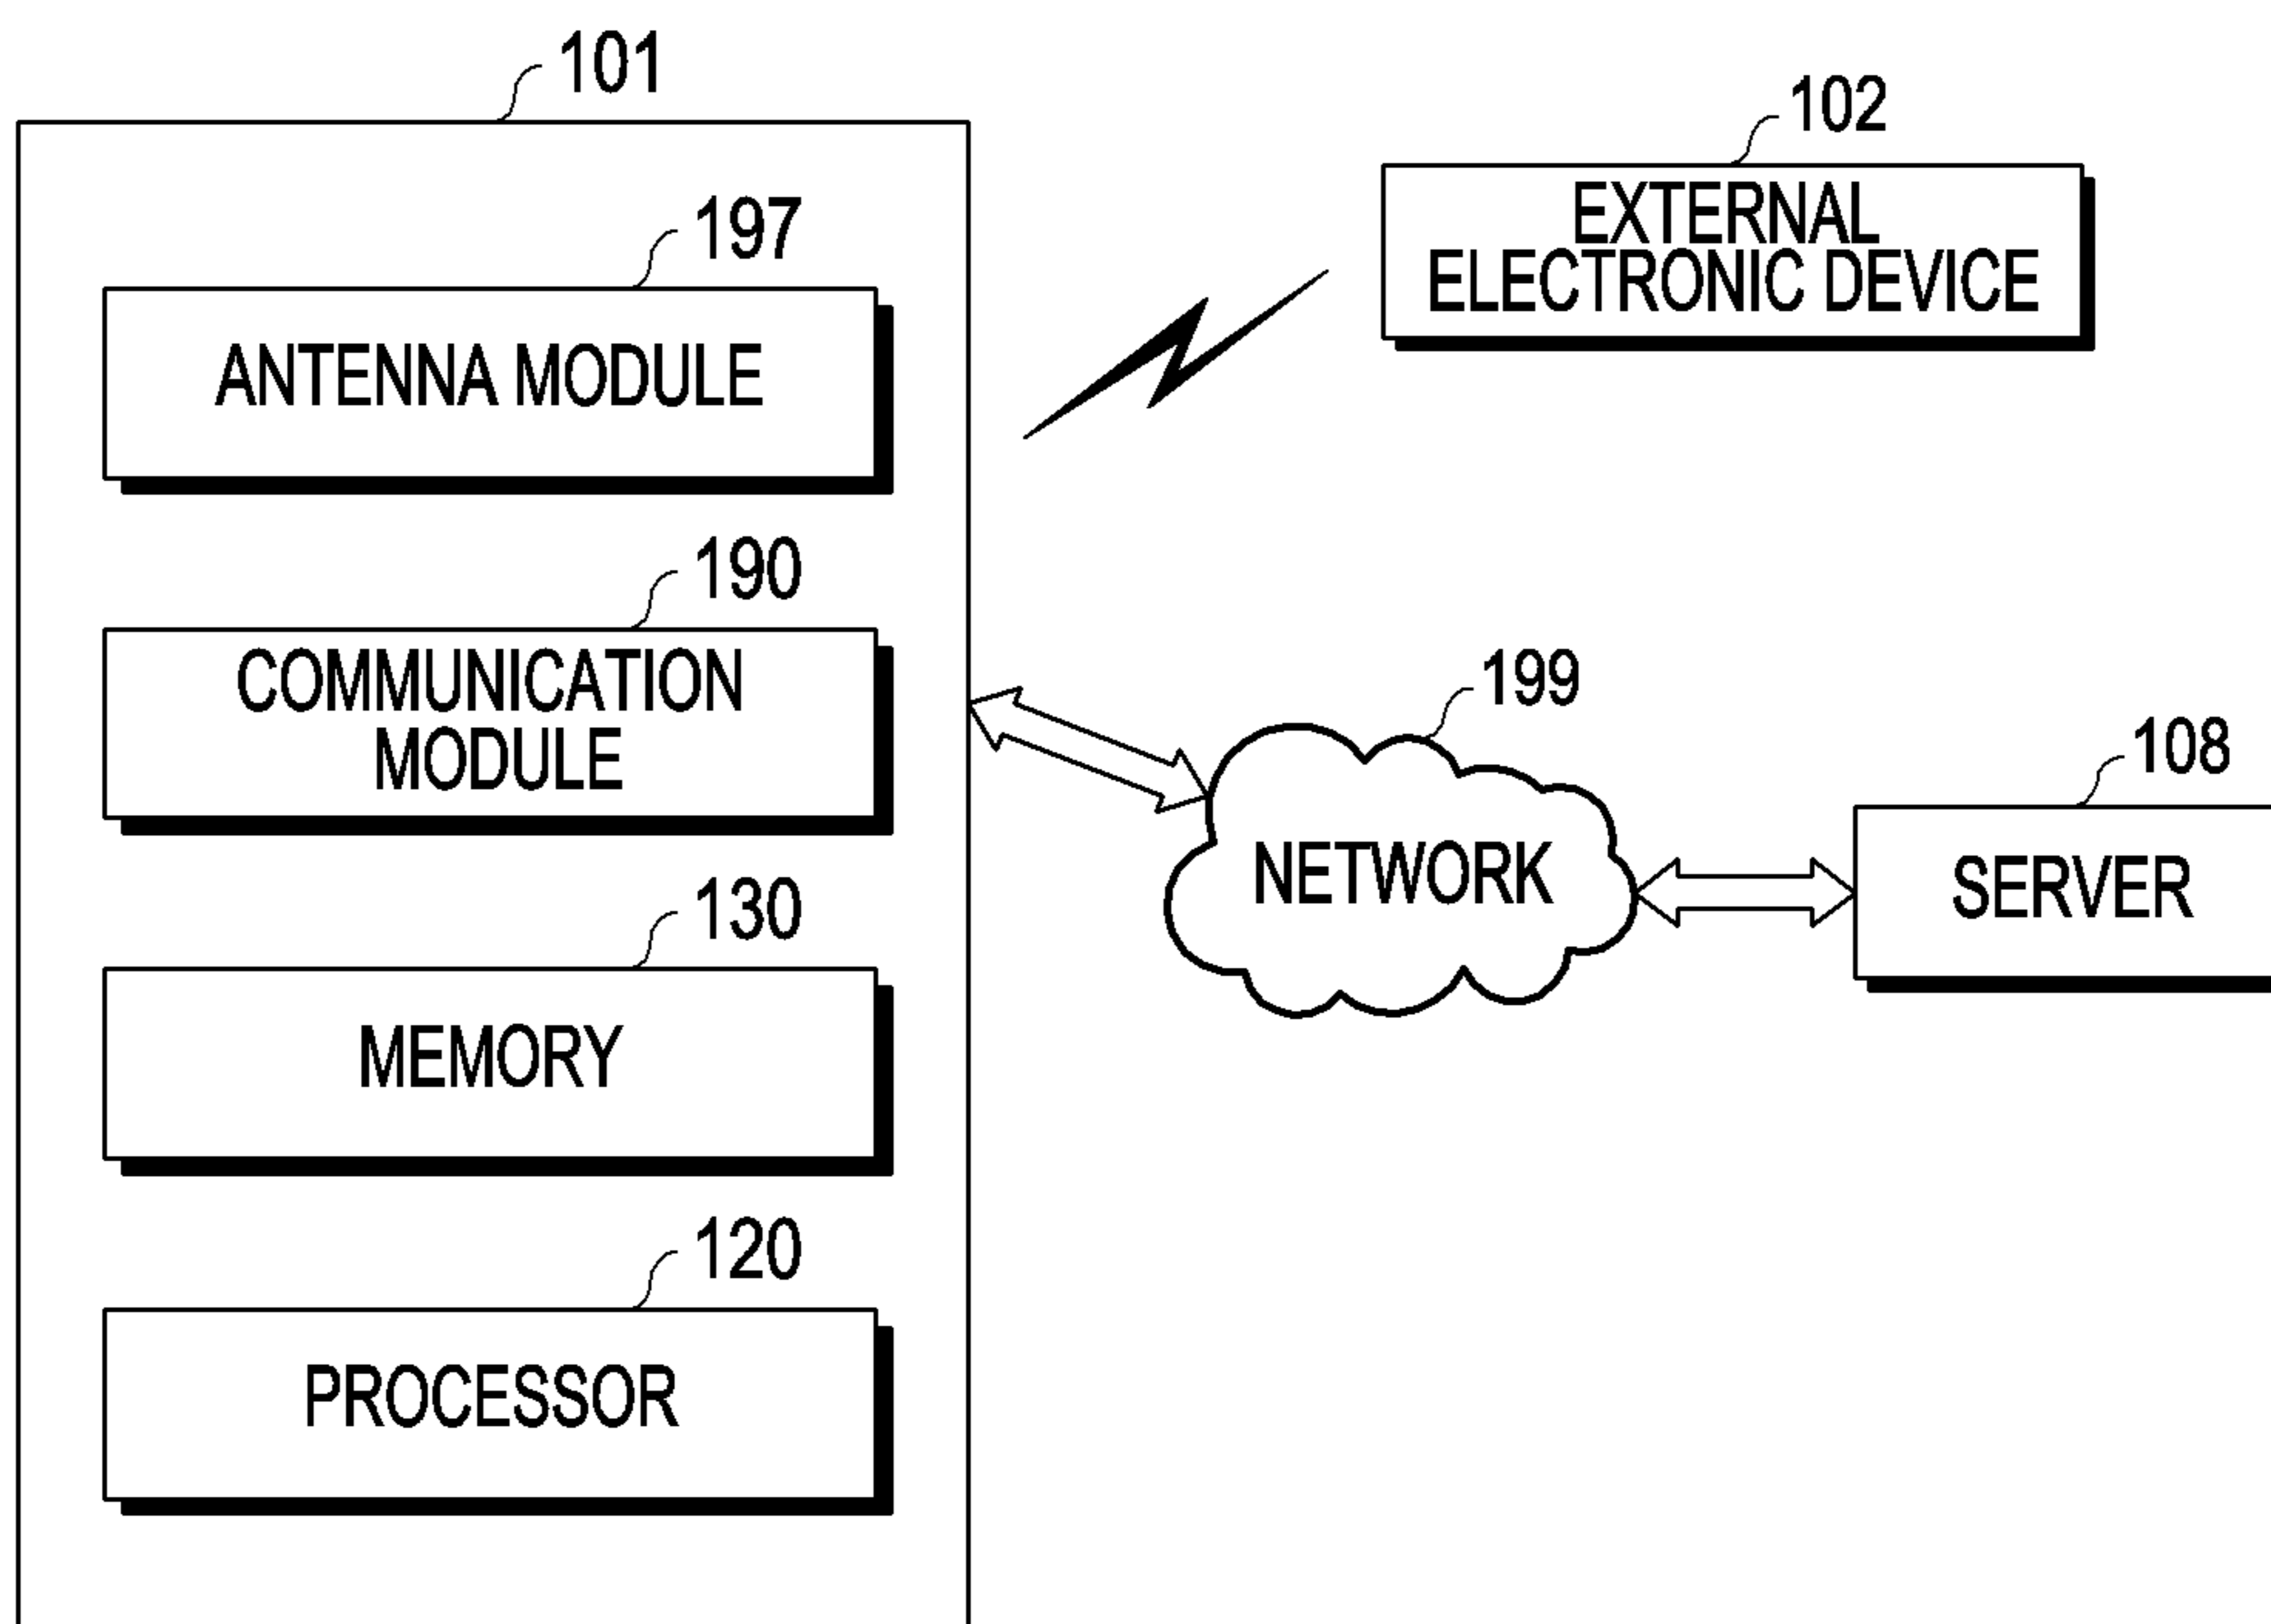 101
102
197
EXTERNAL
ELECTRONIC DEVICE
ANTENNA MODULE
190
COMMUNICATION
MODULE
199
108
NETWORK
SERVER
130
MEMORY
120
PROCESSOR